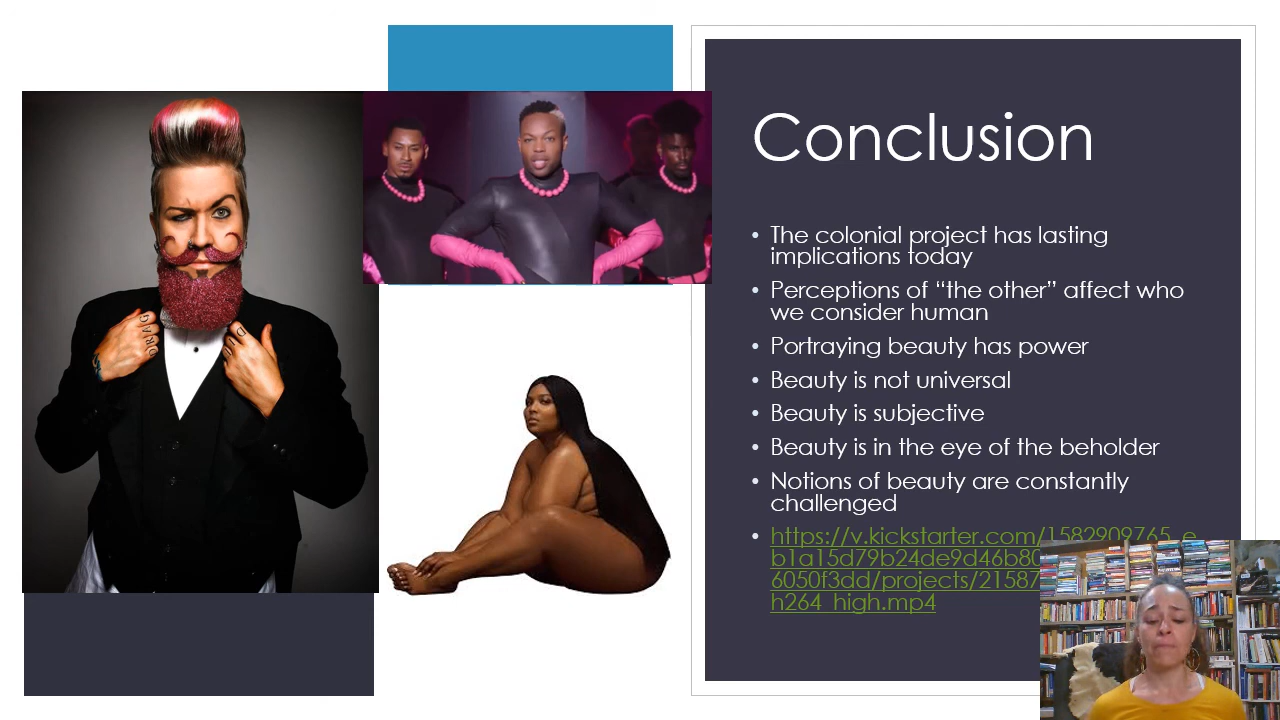 Conclusion
• The colonial project has lasting
implications today
• Perceptions of “the other” affect who
we consider human
• Portraying beauty has power
• Beauty is not universal
• Beauty is subjective
• Beauty is in the eye of the beholder
• Notions of beauty are constantly
challenged
• https://v.kickstarter.com/1582909765_e
b1a15d79b24de9d46b80
6050f3dd/projects/21587
h264_high.mp4
DRAG